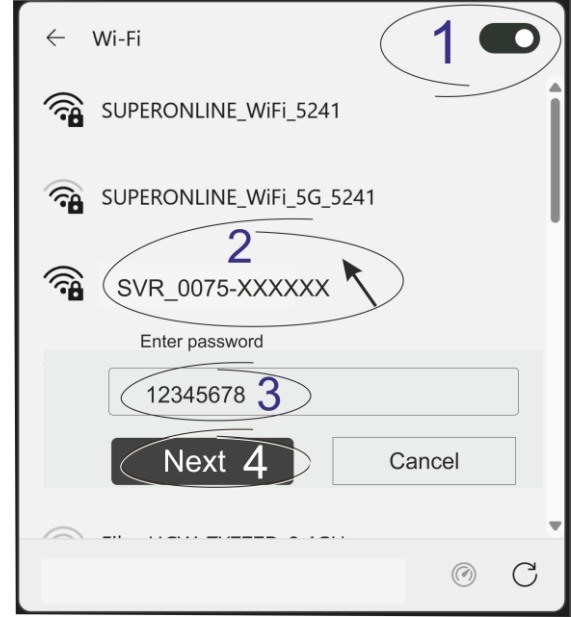 Wi-Fi 1
SUPERONLINE_WiFi_5241
SUPERONLINE_WiFi_5G_5241
2
SVR_0075-XXXXXX
Enter password
12345678 3
Next 4 Cancel